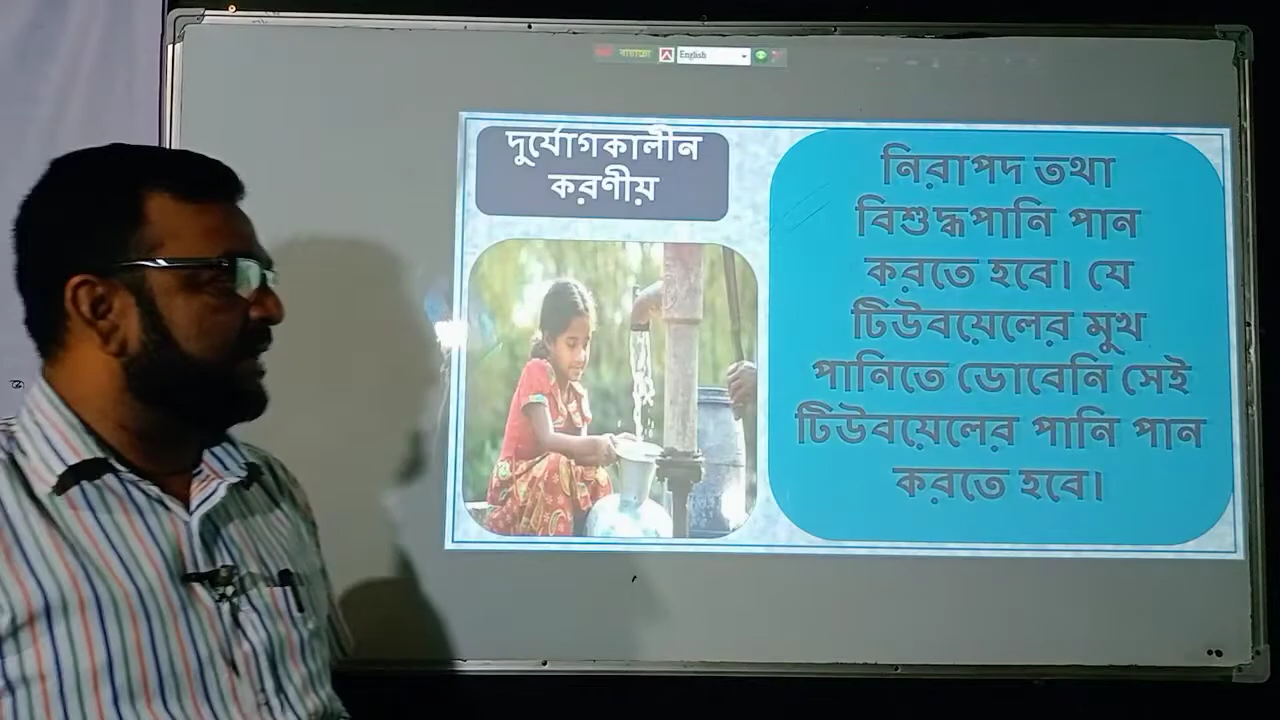 বায়ান্নো
English
দুর্যোগকালীন
করণীয়
নিরাপদ তথা
বিশুদ্ধপানি পান
করতে হবে। যে
টিউবয়েলের মুখ
পানিতে ডোবেনি সেই
টিউবয়েলের পানি পান
করতে হবে।